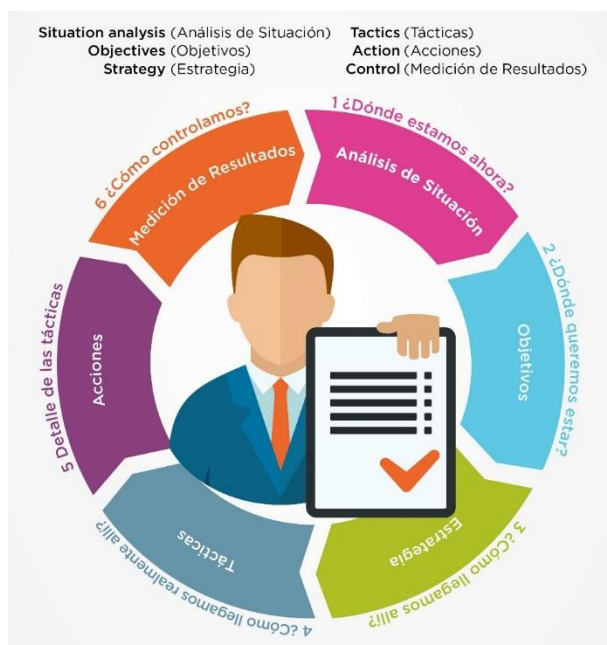 Situation analysis (Análisis de Situación)
Objectives (Objetivos)
Strategy (Estrategia)
Tactics (Tácticas)
Action (Acciones)
Control (Medición de Resultados)
1 ¿Dónde estamos ahora?
Análisis de Situación
2 ¿Dónde queremos estar?
Objetivos
3 ¿Cómo llegamos allí?
Estrategia
4 ¿Cómo llegamos realmente allí?
Tácticas
5 Detalle de las tácticas
Acciones
6 ¿Cómo controlamos?
Medición de Resultados